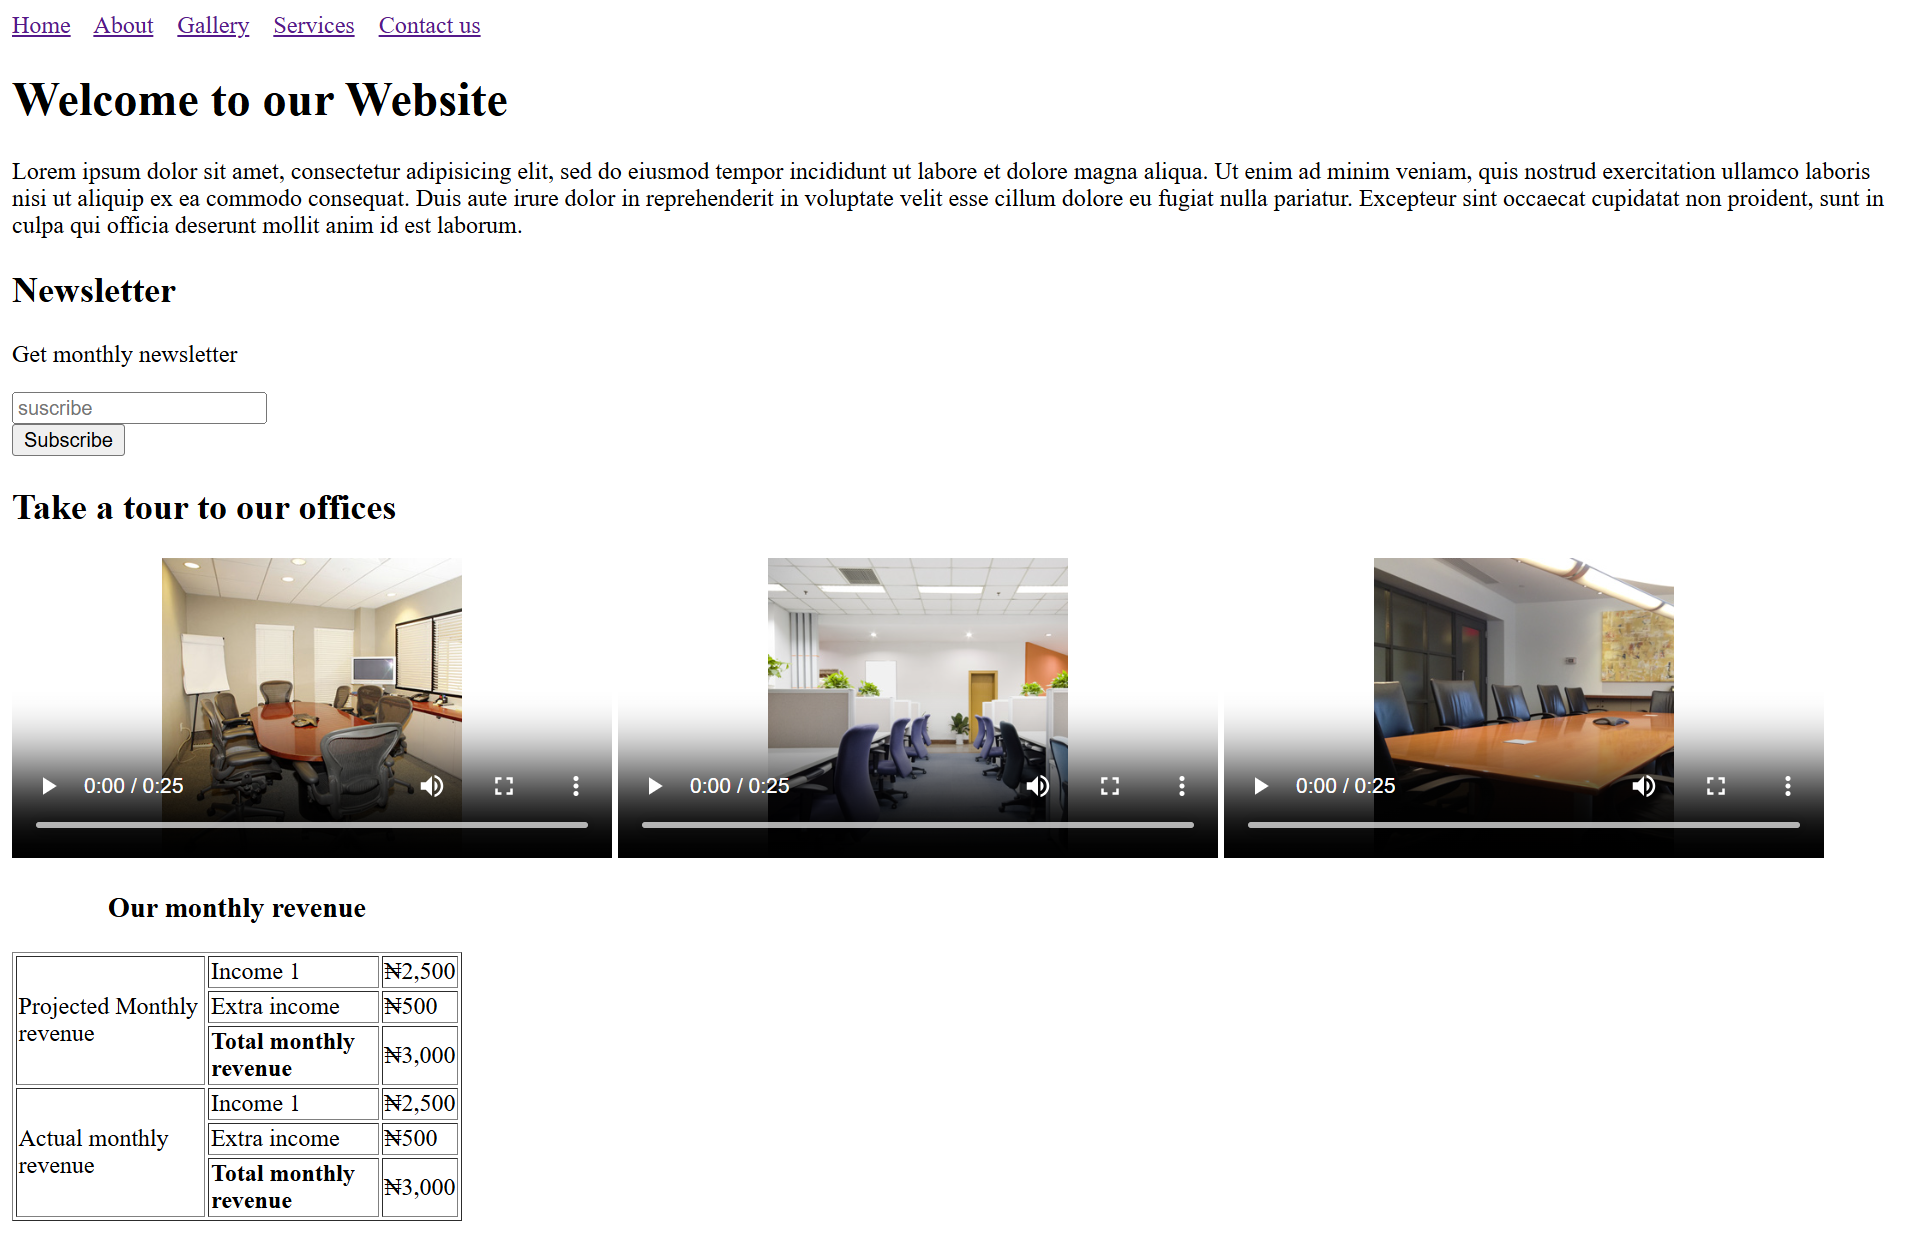 Home About Gallery Services Contact us
Welcome to our Website
Lorem ipsum dolor sit amet, consectetur adipisicing elit, sed do eiusmod tempor incididunt ut labore et dolore magna aliqua. Ut enim ad minim veniam, quis nostrud exercitation ullamco laboris
nisi ut aliquip ex ea commodo consequat. Duis aute irure dolor in reprehenderit in voluptate velit esse cillum dolore eu fugiat nulla pariatur. Excepteur sint occaecat cupidatat non proident, sunt in
culpa qui officia deserunt mollit anim id est laborum.
Newsletter
Get monthly newsletter
suscribe
Subscribe
Take a tour to our offices
0:00 / 0:25
0:00 / 0:25
0:00 / 0:25
Our monthly revenue
Projected Monthly
revenue
Income 1
₦2,500
Extra income
₦500
Total monthly
revenue
₦3,000
Actual monthly
revenue
Income 1
₦2,500
Extra income
₦500
Total monthly
revenue
₦3,000